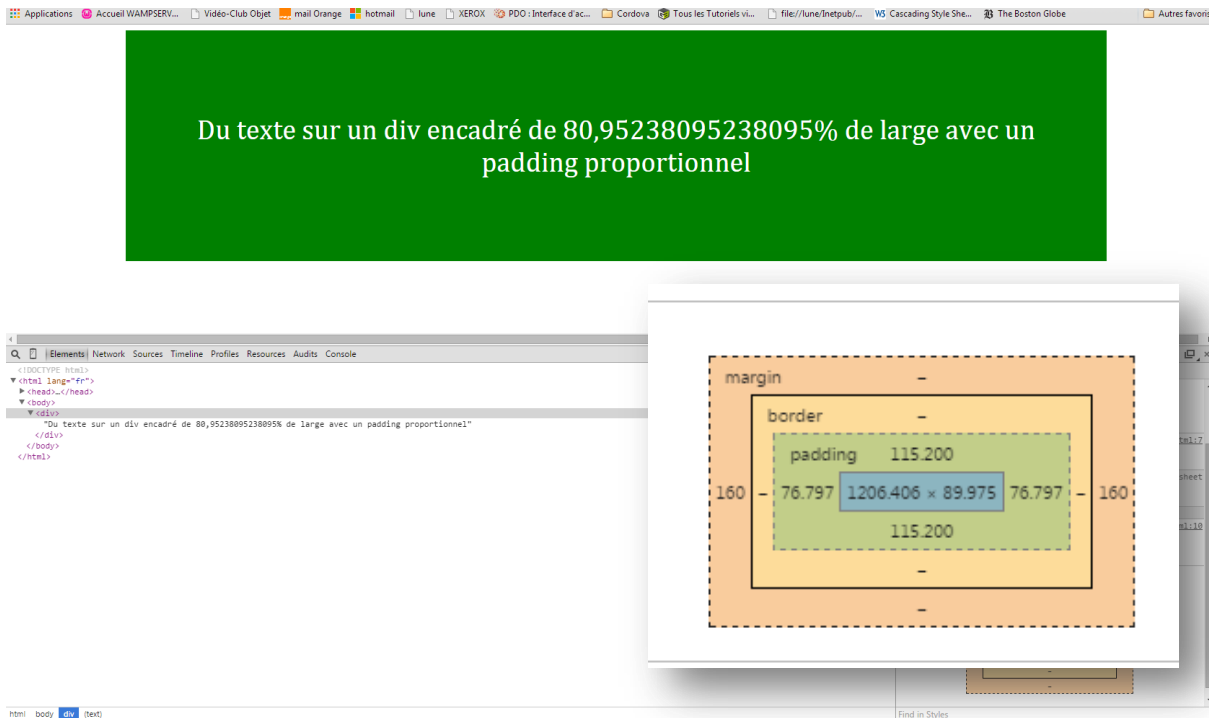 Applications Accueil WAMPSERV... Vidéo-Club Objet mail Orange hotmail lune XEROX PDO : Interface d'ac... Cordova Tous les Tutoriels vi... file://lune/Inetpub/... Cascading Style She... The Boston Globe Autres favoris
Du texte sur un div encadré de 80,95238095238095% de large avec un
padding proportionnel
Elements Network Sources Timeline Profiles Resources Audits Console
<!DOCTYPE html>
<html lang="fr">
<head>…</head>
<body>
<div>
"Du texte sur un div encadré de 80,95238095238095% de large avec un padding proportionnel"
</div>
</body>
</html>
margin –
border –
padding 115.200
160 – 76.797 1206.406 × 89.975 76.797 – 160
115.200
–
–
tml:7
sheet
ml:10
-
-
html body div (text)
Find in Styles